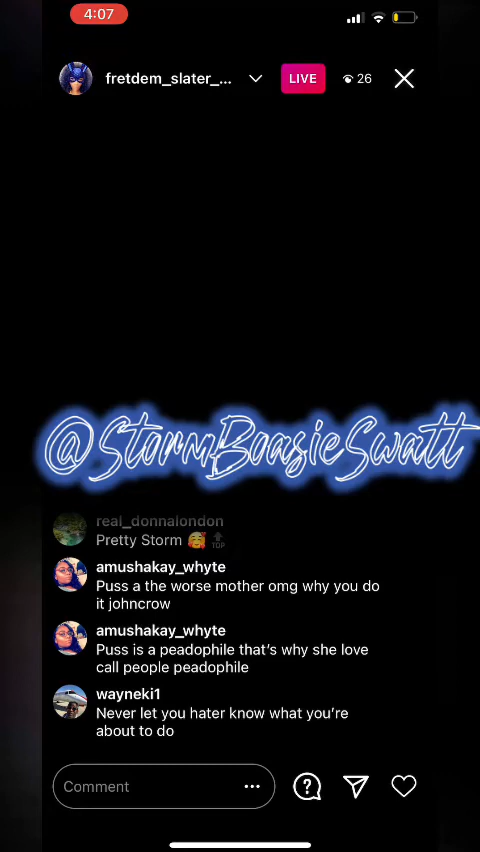 4:07
fretdem_slater_...
LIVE
26
@StormBoasieSwatt
real_donnalondon
Pretty Storm 🥰 TOP
amushakay_whyte
Puss a the worse mother omg why you do
it johncrow
amushakay_whyte
Puss is a peadophile that's why she love
call people peadophile
wayneki1
Never let you hater know what you're
about to do
Comment